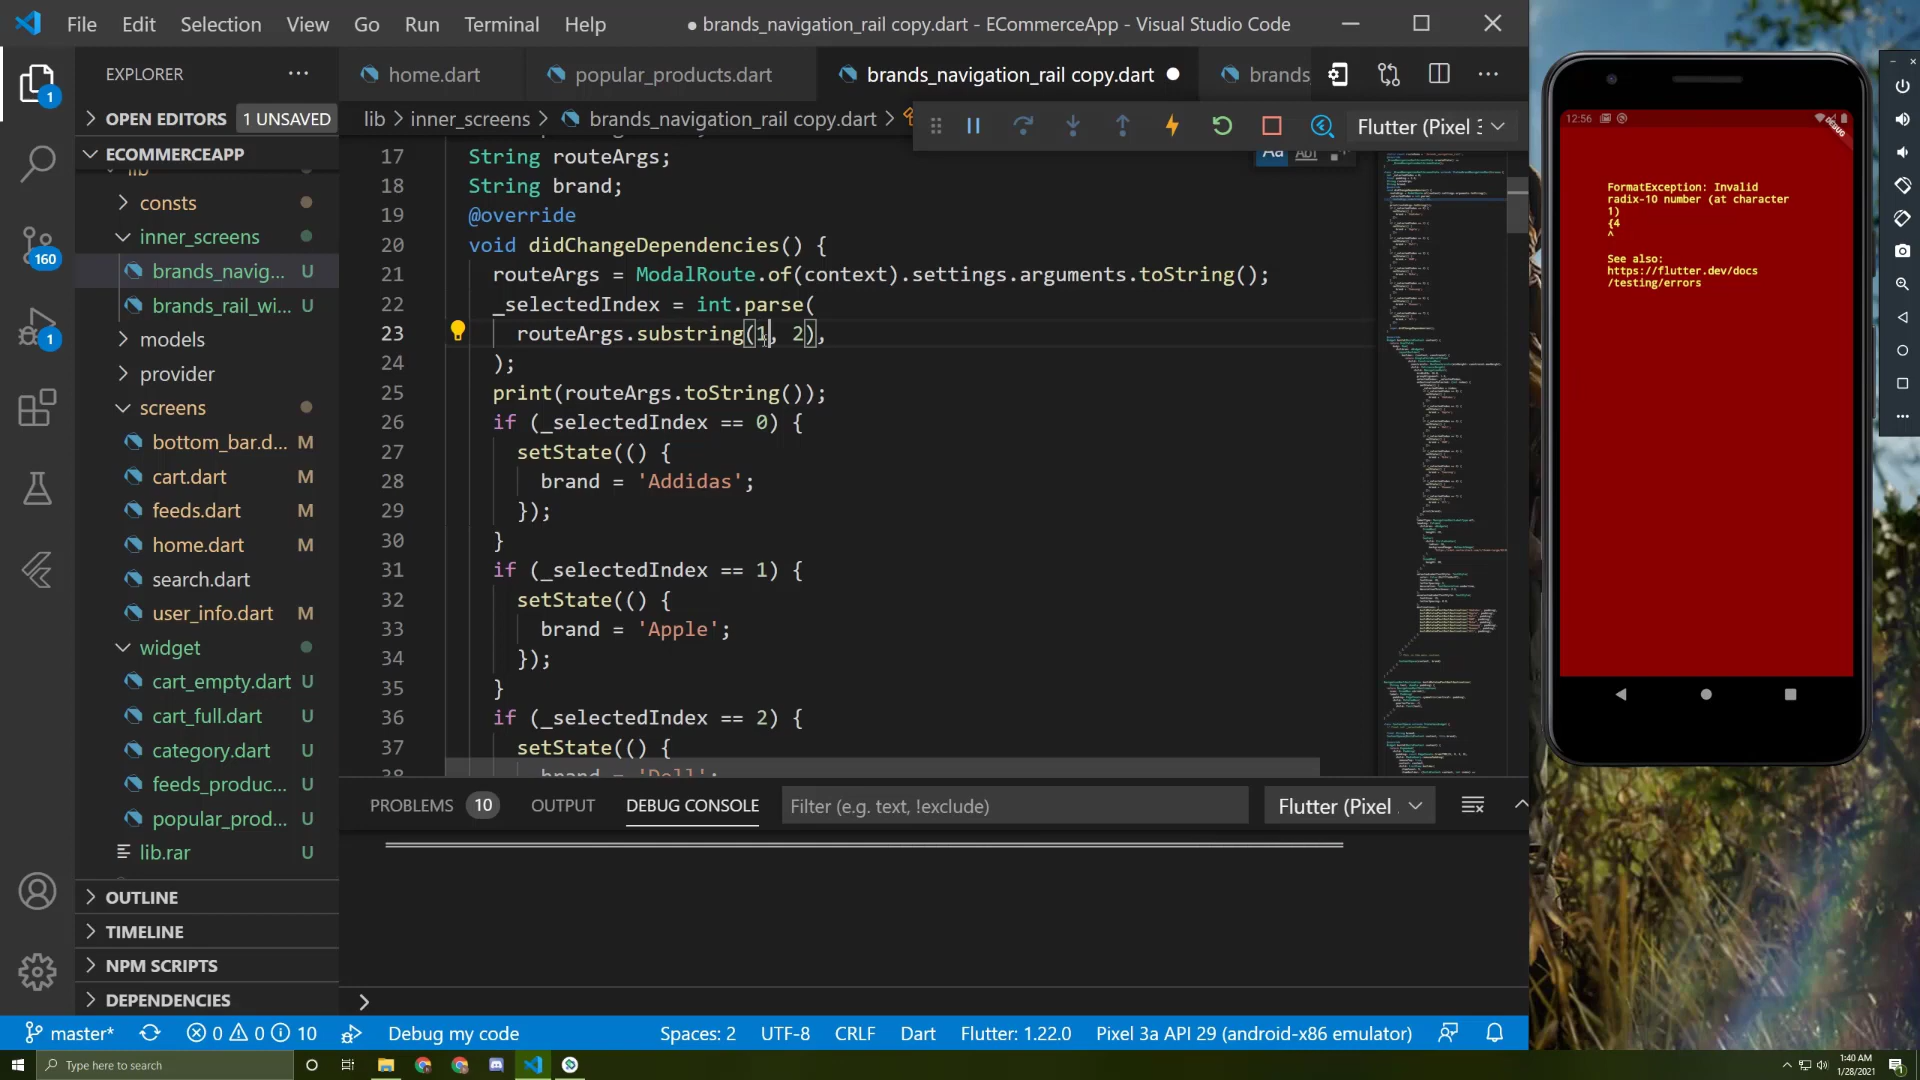 File Edit Selection View Go Run Terminal Help
● brands_navigation_rail copy.dart - ECommerceApp - Visual Studio Code
EXPLORER
home.dart
popular_products.dart
brands_navigation_rail copy.dart
brands
OPEN EDITORS 1 UNSAVED
lib > inner_screens > brands_navigation_rail copy.dart >
Flutter (Pixel 3
ECOMMERCEAPP
lib
consts
inner_screens
brands_navig... U
brands_rail_wi... U
models
provider
screens
bottom_bar.d... M
cart.dart M
feeds.dart M
home.dart M
search.dart
user_info.dart M
widget
cart_empty.dart U
cart_full.dart U
category.dart U
feeds_produc... U
popular_prod... U
lib.rar U
OUTLINE
TIMELINE
NPM SCRIPTS
DEPENDENCIES
1
160
1
17 String routeArgs;
18 String brand;
19 @override
20 void didChangeDependencies() {
21 routeArgs = ModalRoute.of(context).settings.arguments.toString();
22 _selectedIndex = int.parse(
23 routeArgs.substring(1, 2),
24 );
25 print(routeArgs.toString());
26 if (_selectedIndex == 0) {
27 setState(() {
28 brand = 'Addidas';
29 });
30 }
31 if (_selectedIndex == 1) {
32 setState(() {
33 brand = 'Apple';
34 });
35 }
36 if (_selectedIndex == 2) {
37 setState(() {
38 brand = 'Dell';
Aa Abl
PROBLEMS 10 OUTPUT DEBUG CONSOLE
Filter (e.g. text, !exclude)
Flutter (Pixel
master* 0 0 10 Debug my code
Spaces: 2 UTF-8 CRLF Dart Flutter: 1.22.0 Pixel 3a API 29 (android-x86 emulator)
Type here to search
1:40 AM
1/28/2021
12:56
DEBUG
FormatException: Invalid
radix-10 number (at character
1)
{4
^
See also:
https://flutter.dev/docs
/testing/errors